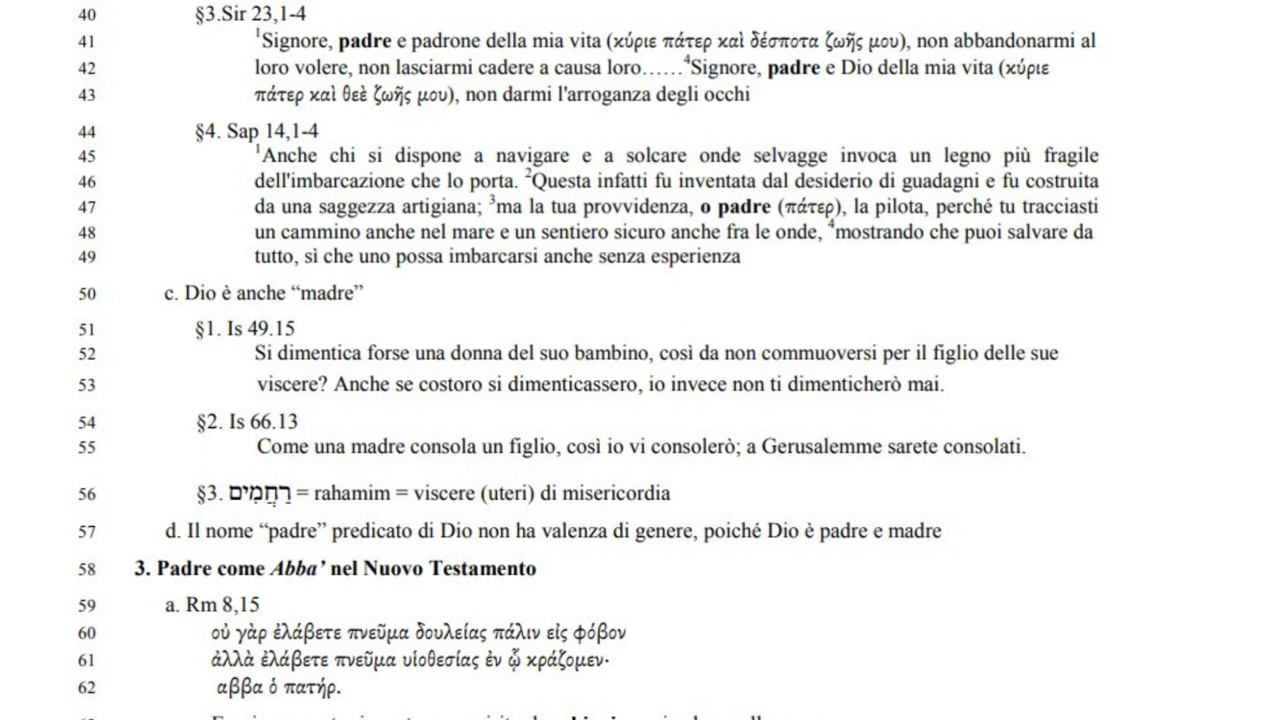 40 §3.Sir 23,1-4
41 ¹Signore, padre e padrone della mia vita (κύριε πάτερ καὶ δέσποτα ζωῆς μου), non abbandonarmi al
42 loro volere, non lasciarmi cadere a causa loro……⁴Signore, padre e Dio della mia vita (κύριε
43 πάτερ καὶ θεὲ ζωῆς μου), non darmi l'arroganza degli occhi
44 §4. Sap 14,1-4
45 ¹Anche chi si dispone a navigare e a solcare onde selvagge invoca un legno più fragile
46 dell'imbarcazione che lo porta. ²Questa infatti fu inventata dal desiderio di guadagni e fu costruita
47 da una saggezza artigiana; ³ma la tua provvidenza, o padre (πάτερ), la pilota, perché tu tracciasti
48 un cammino anche nel mare e un sentiero sicuro anche fra le onde, ⁴mostrando che puoi salvare da
49 tutto, sì che uno possa imbarcarsi anche senza esperienza
50 c. Dio è anche “madre”
51 §1. Is 49.15
52 Si dimentica forse una donna del suo bambino, così da non commuoversi per il figlio delle sue
53 viscere? Anche se costoro si dimenticassero, io invece non ti dimenticherò mai.
54 §2. Is 66.13
55 Come una madre consola un figlio, così io vi consolerò; a Gerusalemme sarete consolati.
56 §3. רַחֲמִים = rahamim = viscere (uteri) di misericordia
57 d. Il nome “padre” predicato di Dio non ha valenza di genere, poiché Dio è padre e madre
58 3. Padre come Abba’ nel Nuovo Testamento
59 a. Rm 8,15
60 οὐ γὰρ ἐλάβετε πνεῦμα δουλείας πάλιν εἰς φόβον
61 ἀλλὰ ἐλάβετε πνεῦμα υἱοθεσίας ἐν ᾧ κράζομεν·
62 αββα ὁ πατήρ.